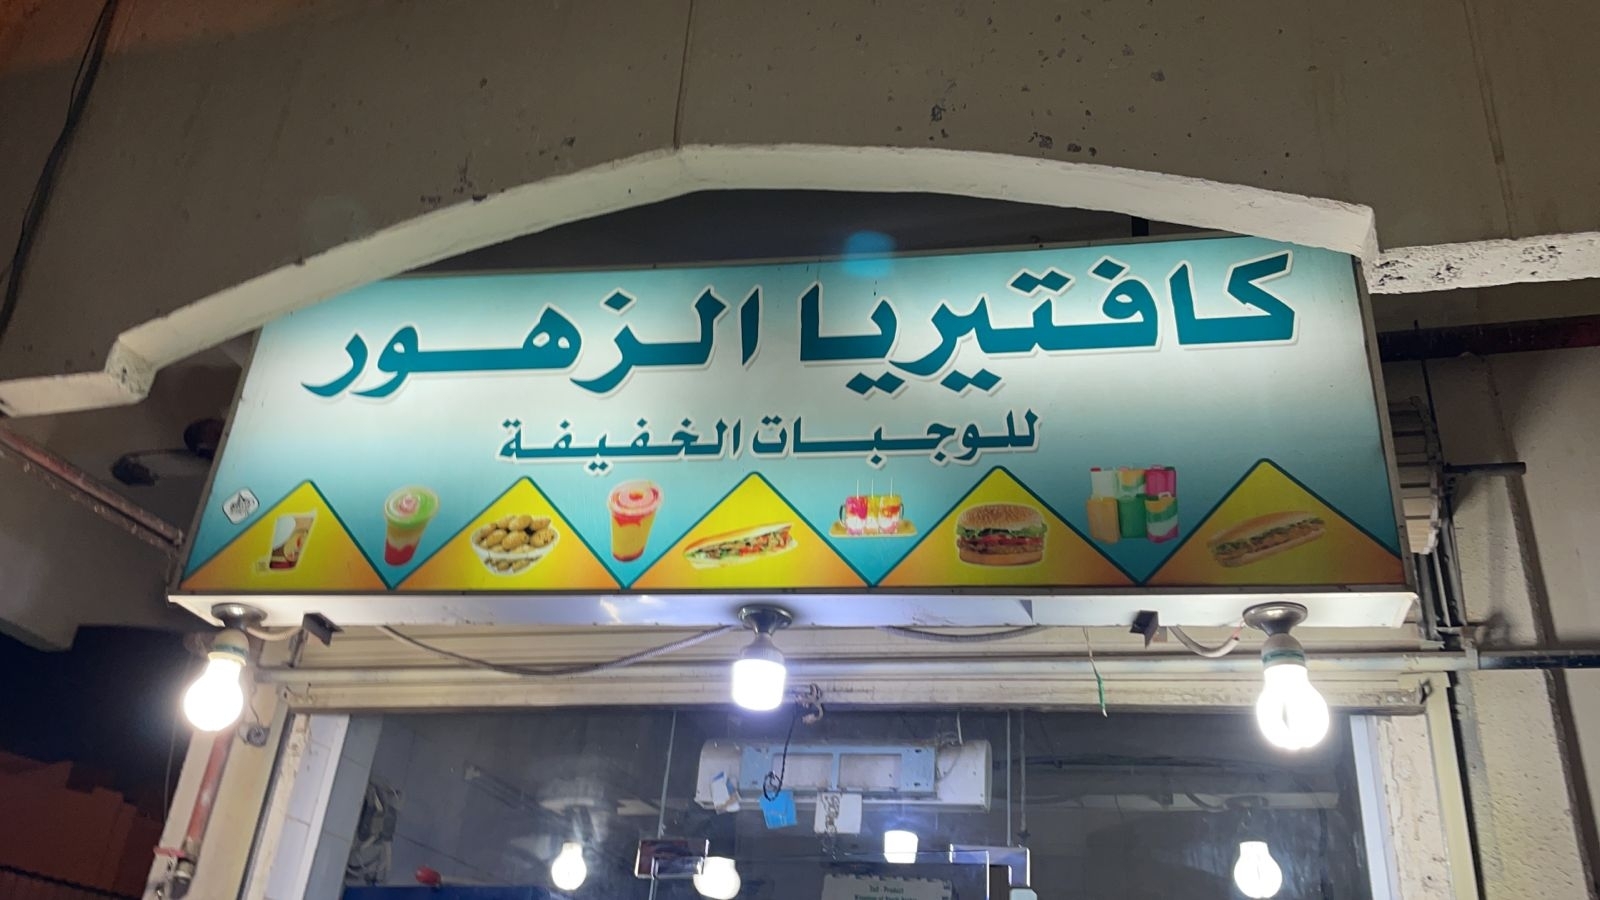 كافتيريا الزهور
للوجبات الخفيفة